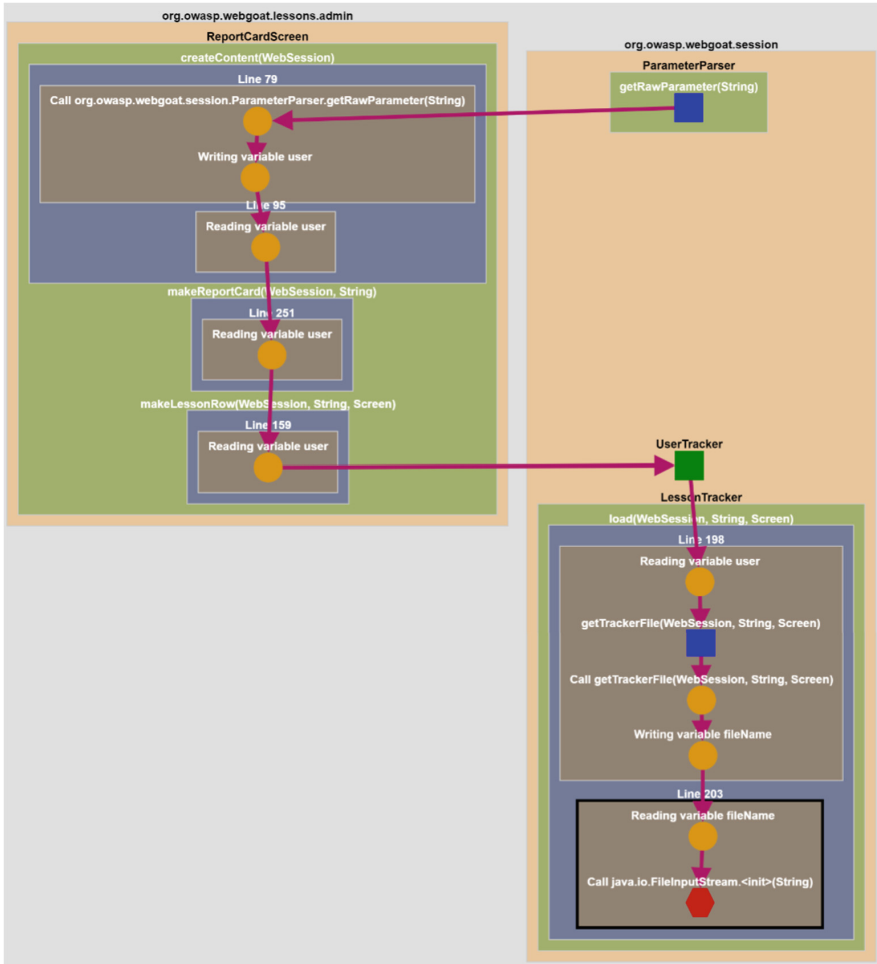 org.owasp.webgoat.lessons.admin
ReportCardScreen
createContent(WebSession)
Line 79
Call org.owasp.webgoat.session.ParameterParser.getRawParameter(String)
Writing variable user
Line 95
Reading variable user
makeReportCard(WebSession, String)
Line 251
Reading variable user
makeLessonRow(WebSession, String, Screen)
Line 159
Reading variable user
org.owasp.webgoat.session
ParameterParser
getRawParameter(String)
UserTracker
LessonTracker
load(WebSession, String, Screen)
Line 198
Reading variable user
getTrackerFile(WebSession, String, Screen)
Call getTrackerFile(WebSession, String, Screen)
Writing variable fileName
Line 203
Reading variable fileName
Call java.io.FileInputStream.<init>(String)